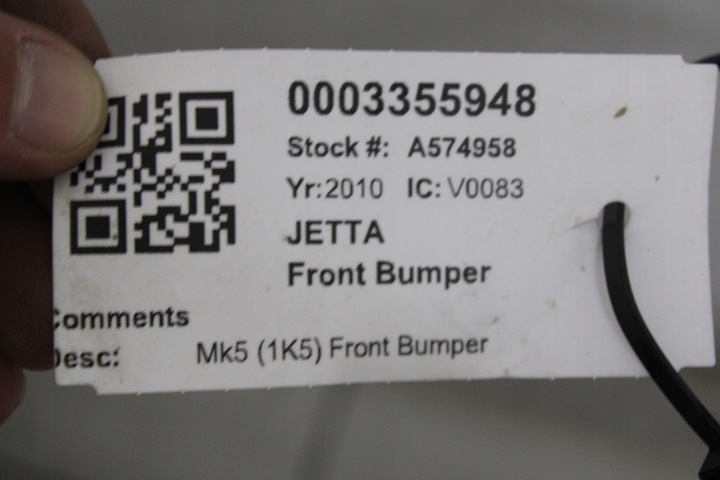 0003355948
Stock #: A574958
Yr:2010 IC: V0083
JETTA
Front Bumper
Comments
Desc: Mk5 (1K5) Front Bumper